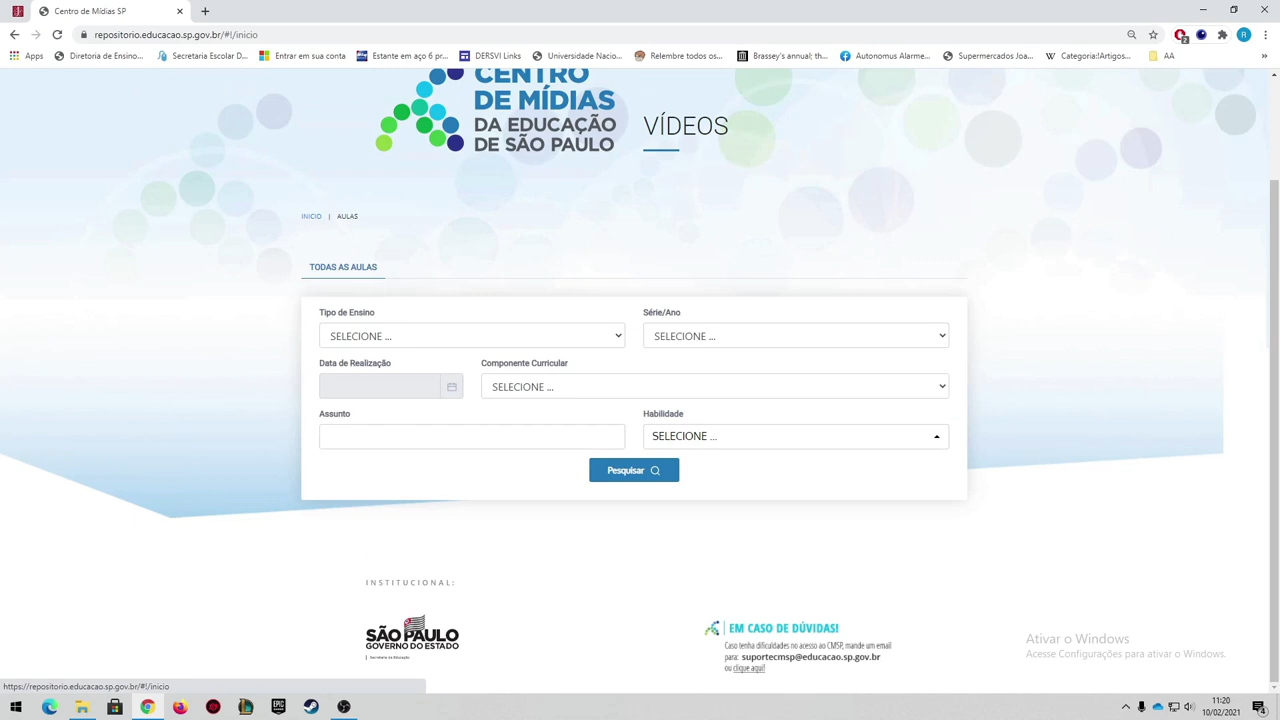 Centro de Mídias SP
repositorio.educacao.sp.gov.br/#!/inicio
Apps Diretoria de Ensino... Secretaria Escolar D... Entrar em sua conta Estante em aço 6 pr... DERSVI Links Universidade Nacio... Relembre todos os... Brassey's annual; th... Autonomus Alarme... Supermercados Joa... Categoria!Artigos... AA »
CENTRO
DE MÍDIAS
DA EDUCAÇÃO
DE SÃO PAULO
VÍDEOS
INICIO | AULAS
TODAS AS AULAS
Tipo de Ensino Série/Ano
SELECIONE ... SELECIONE ...
Data de Realização Componente Curricular
SELECIONE ...
Assunto Habilidade
SELECIONE ...
Pesquisar
INSTITUCIONAL:
SÃO PAULO
GOVERNO DO ESTADO
Secretaria da Educação
EM CASO DE DÚVIDAS!
Caso tenha dificuldades no acesso ao CMSP, mande um email
para: suportecmsp@educacao.sp.gov.br
ou clique aqui!
Ativar o Windows
Acesse Configurações para ativar o Windows.
https://repositorio.educacao.sp.gov.br/#!/inicio
11:20
10/02/2021